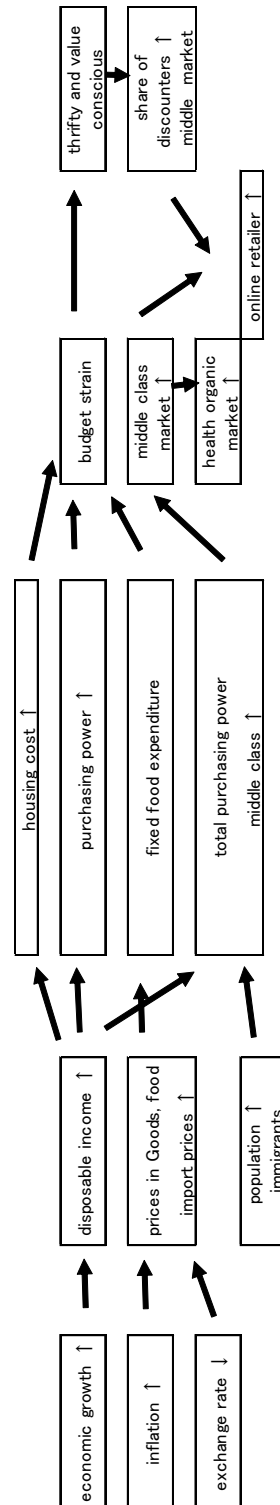 economic growth ↑
inflation ↑
exchange rate ↓
disposable income ↑
prices in Goods, food
import prices ↑
population ↑
immigrants
housing cost ↑
purchasing power ↑
fixed food expenditure
total purchasing power
middle class ↑
budget strain
middle class
market ↑
health organic
market ↑
thrifty and value
conscious
share of
discounters ↑
middle market
online retailer ↑